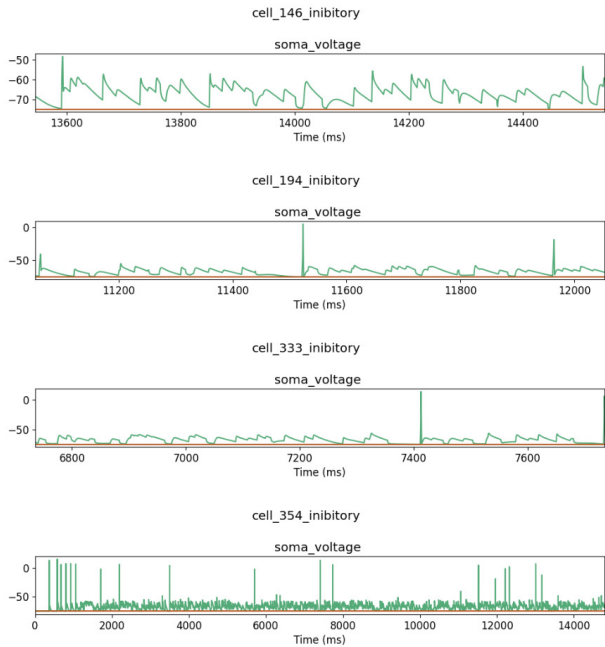 cell_146_inibitory
soma_voltage
−50
−60
−70
13600 13800 14000 14200 14400
Time (ms)
cell_194_inibitory
soma_voltage
0
−50
11200 11400 11600 11800 12000
Time (ms)
cell_333_inibitory
soma_voltage
0
−50
6800 7000 7200 7400 7600
Time (ms)
cell_354_inibitory
soma_voltage
0
−50
0 2000 4000 6000 8000 10000 12000 14000
Time (ms)